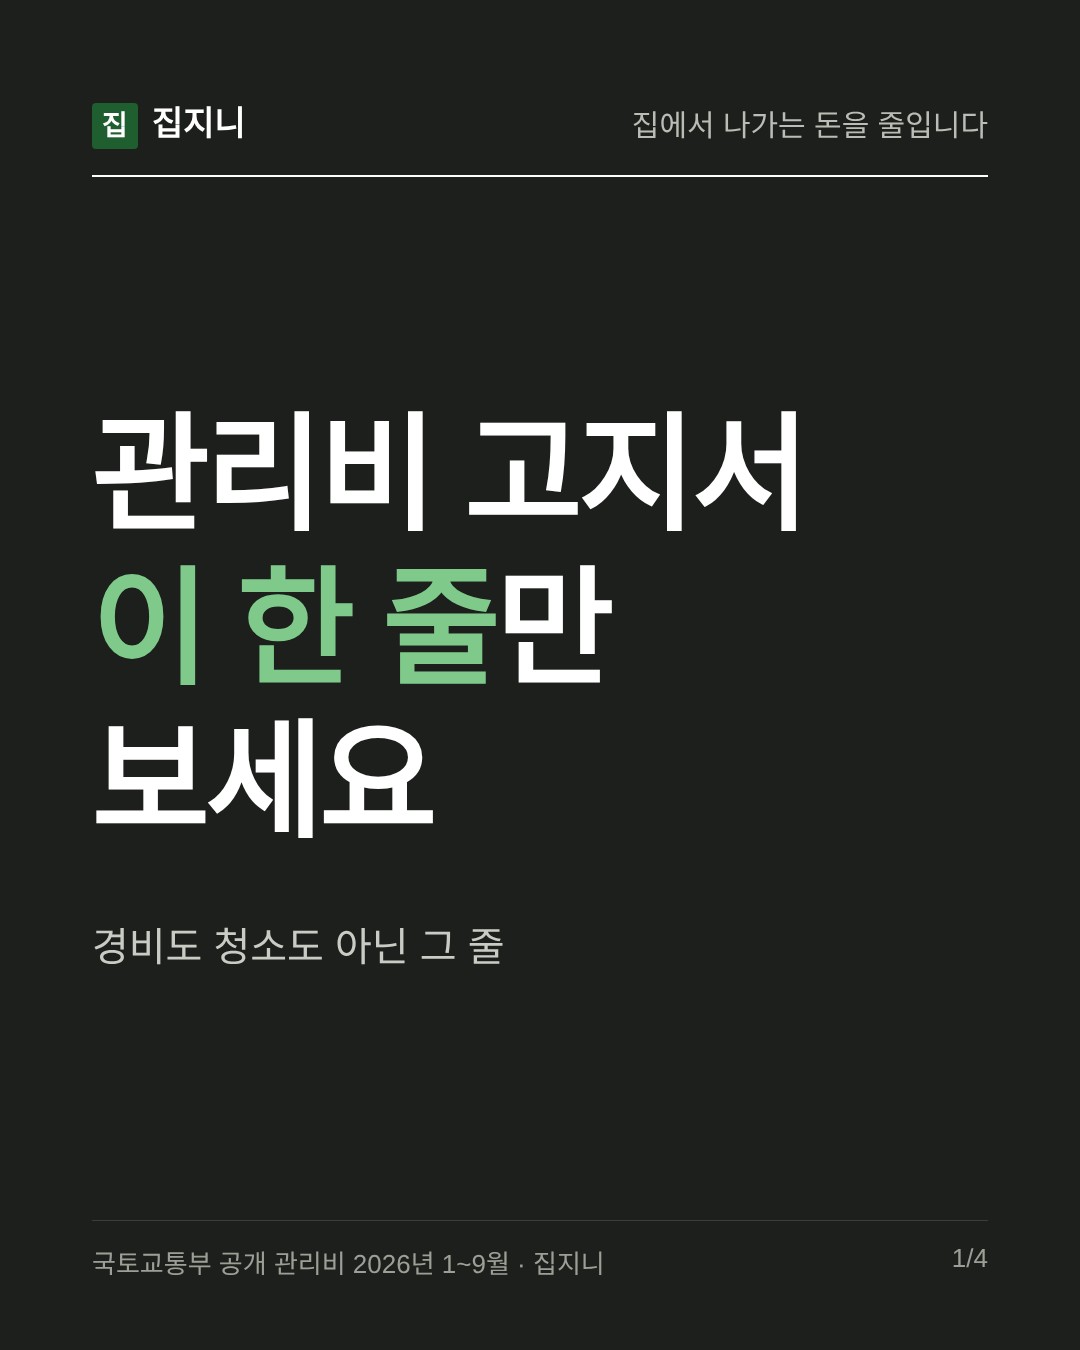 집 집지니
집에서 나가는 돈을 줄입니다
관리비 고지서
이 한 줄만
보세요
경비도 청소도 아닌 그 줄
국토교통부 공개 관리비 2026년 1~9월 · 집지니
1/4